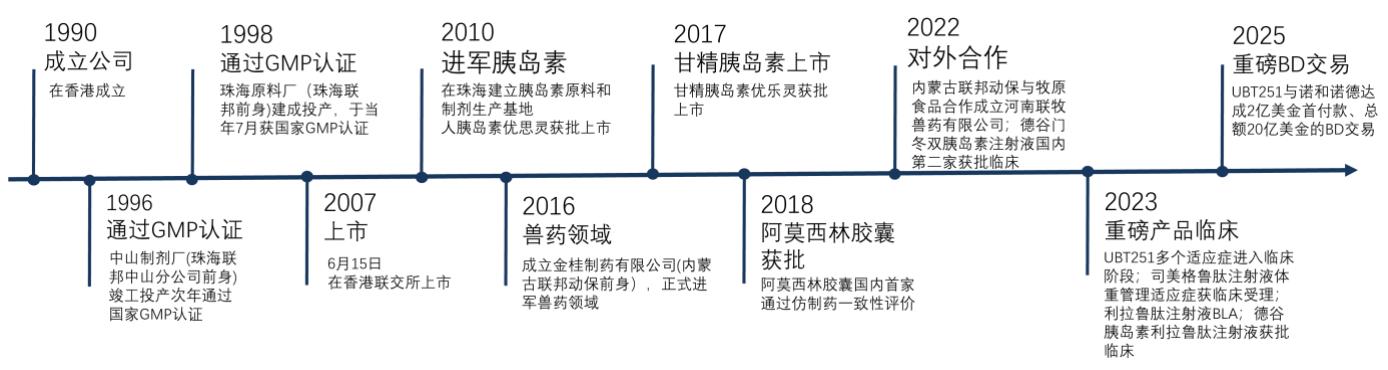 1990
成立公司
在香港成立
1998
通过GMP认证
珠海原料厂（珠海联
邦前身)建成投产，于当
年7月获国家GMP认证
2010
进军胰岛素
在珠海建立胰岛素原料和
制剂生产基地
人胰岛素优思灵获批上市
2017
甘精胰岛素上市
甘精胰岛素优乐灵获批
上市
2022
对外合作
内蒙古联邦动保与牧原
食品合作成立河南联牧
兽药有限公司；德谷门
冬双胰岛素注射液国内
第二家获批临床
2025
重磅BD交易
UBT251与诺和诺德达
成2亿美金首付款、总
额20亿美金的BD交易
1996
通过GMP认证
中山制剂厂(珠海联
邦中山分公司前身)
竣工投产次年通过
国家GMP认证
2007
上市
6月15日
在香港联交所上市
2016
兽药领域
成立金桂制药有限公司(内蒙
古联邦动保前身），正式进
军兽药领域
2018
阿莫西林胶囊
获批
阿莫西林胶囊国内首家
通过仿制药一致性评价
2023
重磅产品临床
UBT251多个适应症进入临床
阶段；司美格鲁肽注射液体
重管理适应症获临床受理；
利拉鲁肽注射液BLA；德谷
胰岛素利拉鲁肽注射液获批
临床